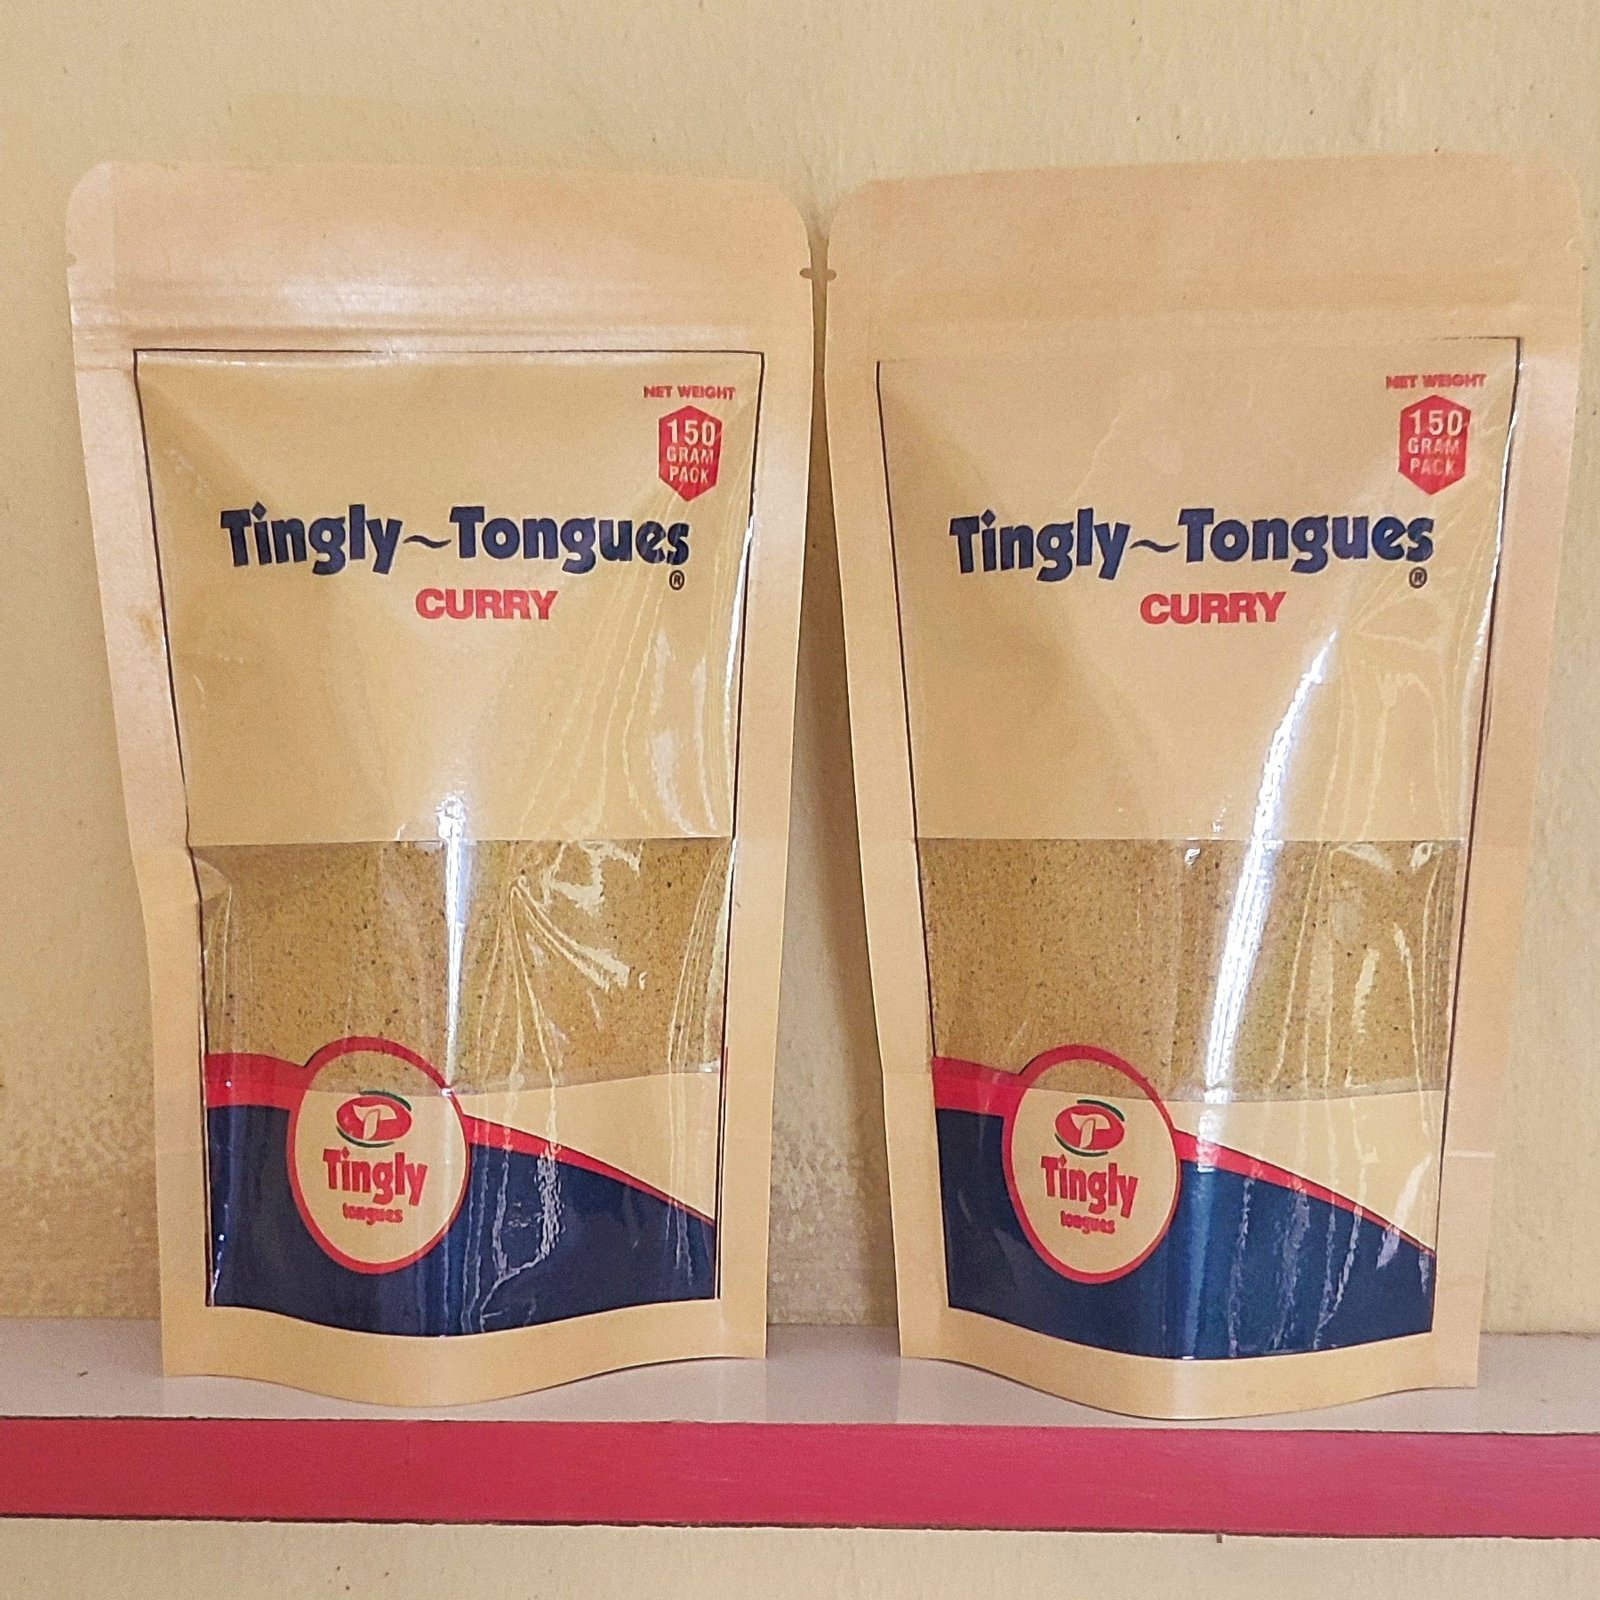 NET WEIGHT
150
GRAM
PACK
Tingly~Tongues
®
CURRY
Tingly
tongues
NET WEIGHT
150
GRAM
PACK
Tingly~Tongues
®
CURRY
Tingly
tongues